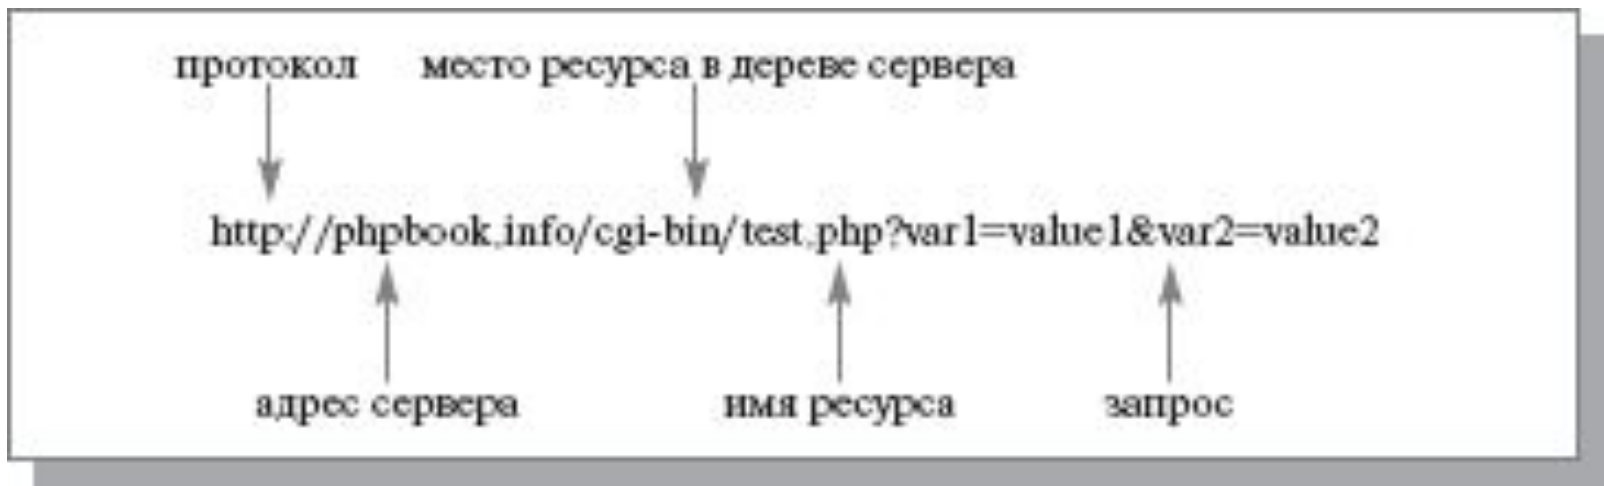 протокол место ресурса в дереве сервера
http://phpbook.info/cgi-bin/test.php?var1=value1&var2=value2
адрес сервера имя ресурса запрос